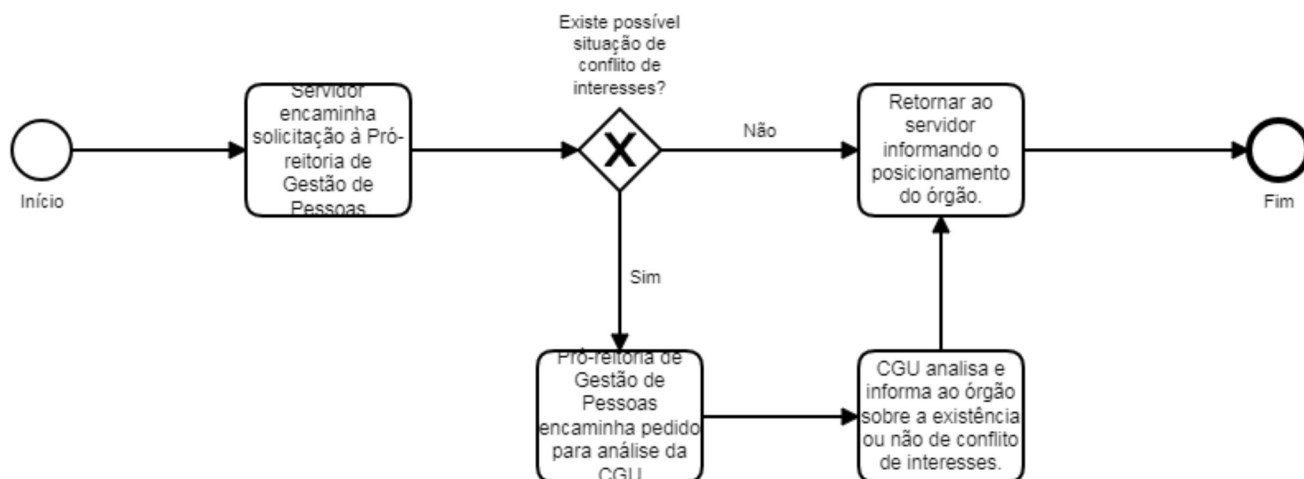 Início
Servidor
encaminha
solicitação à Pró-
reitoria de
Gestão de
Pessoas
Existe possível
situação de
conflito de
interesses?
X
Não
Retornar ao
servidor
informando o
posicionamento
do órgão.
Fim
Sim
Pró-reitoria de
Gestão de
Pessoas
encaminha pedido
para análise da
CGU
CGU analisa e
informa ao órgão
sobre a existência
ou não de conflito
de interesses.